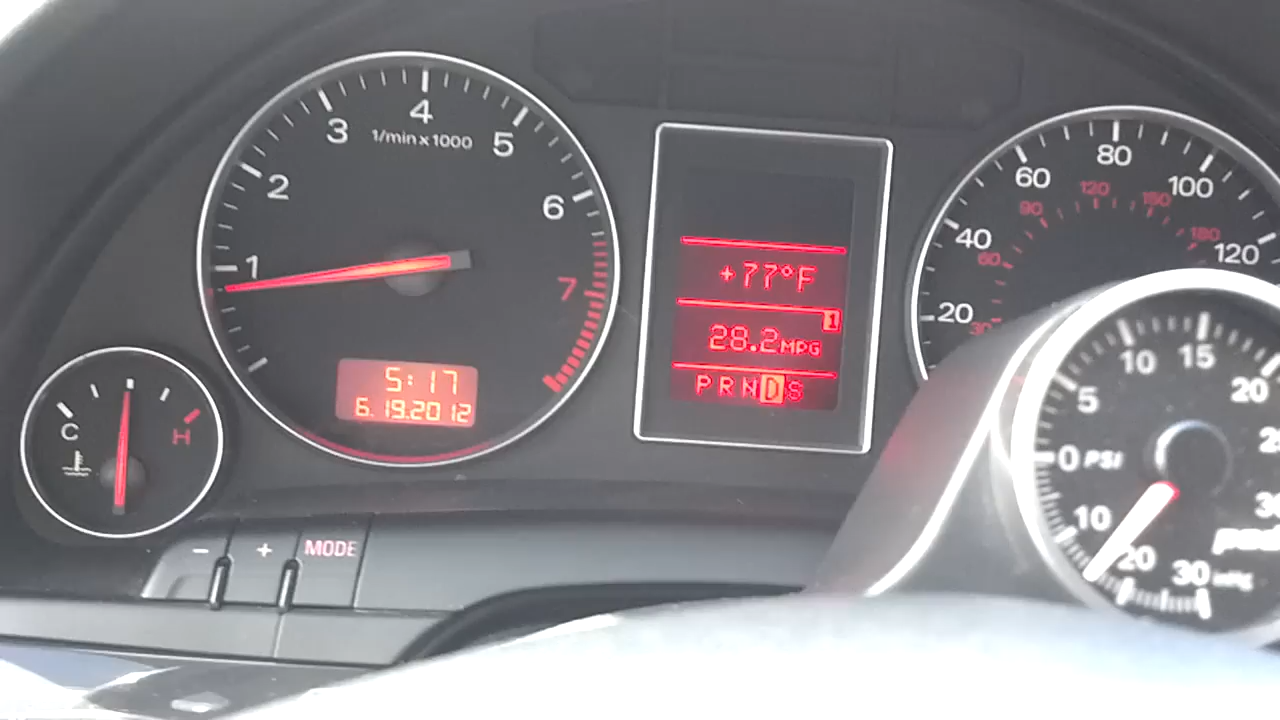 1 2 3 4 5 6 7
1/min x 1000
5:17
6.19.2012
C H
- + MODE
+77°F
1
28.2 MPG
P R N D S
20 40 60 80 100 120
30 60 90 120 150 180
5 10 15 20
0 PSI
10 20 30 inHg